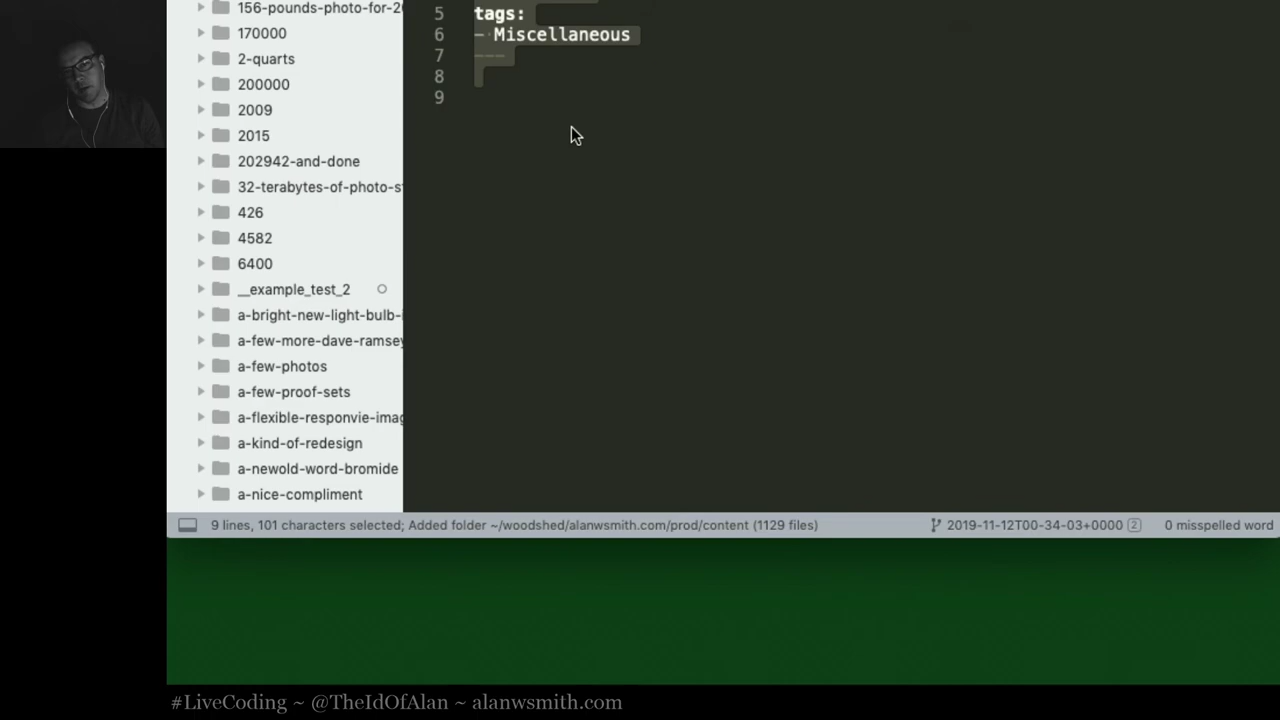 156-pounds-photo-for-20
170000
2-quarts
200000
2009
2015
202942-and-done
32-terabytes-of-photo-st
426
4582
6400
__example_test_2
a-bright-new-light-bulb-i
a-few-more-dave-ramsey
a-few-photos
a-few-proof-sets
a-flexible-responvie-imag
a-kind-of-redesign
a-newold-word-bromide
a-nice-compliment
5 tags:
6 - Miscellaneous
7 ---
8
9
9 lines, 101 characters selected; Added folder ~/woodshed/alanwsmith.com/prod/content (1129 files) 2019-11-12T00-34-03+0000 2 0 misspelled word
#LiveCoding ~ @TheIdOfAlan ~ alanwsmith.com